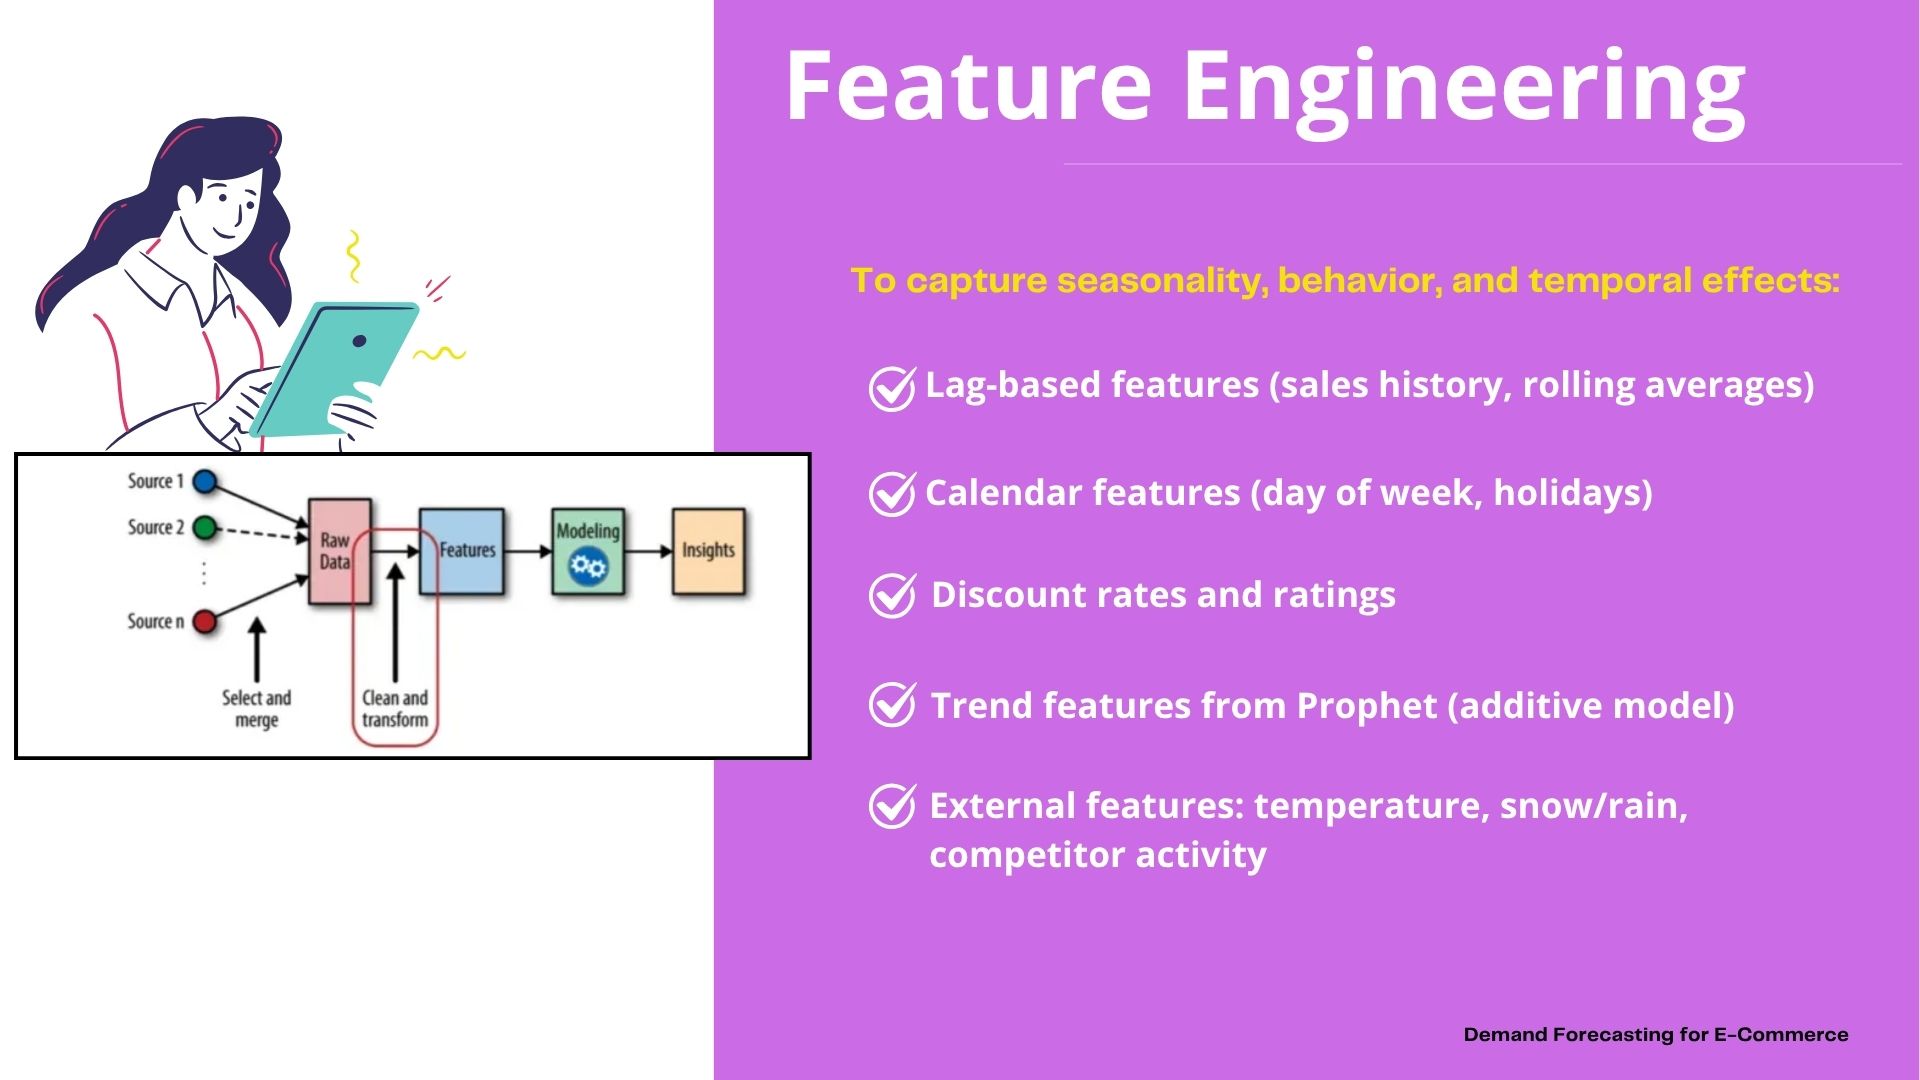 Feature Engineering
To capture seasonality, behavior, and temporal effects:
Lag-based features (sales history, rolling averages)
Calendar features (day of week, holidays)
Discount rates and ratings
Trend features from Prophet (additive model)
External features: temperature, snow/rain,
competitor activity
Source 1
Source 2
Source n
Raw
Data
Features
Modeling
Insights
Select and
merge
Clean and
transform
Demand Forecasting for E-Commerce